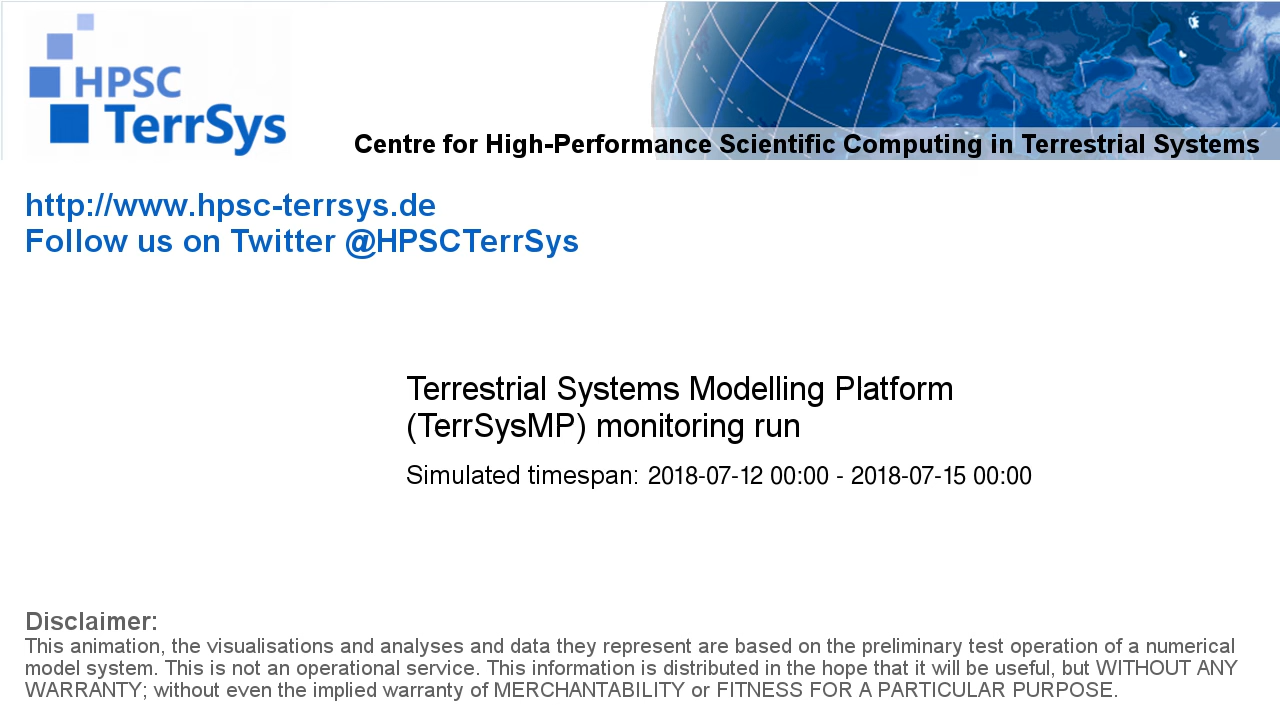 HPSC
TerrSys
Centre for High-Performance Scientific Computing in Terrestrial Systems
http://www.hpsc-terrsys.de
Follow us on Twitter @HPSCTerrSys
Terrestrial Systems Modelling Platform
(TerrSysMP) monitoring run
Simulated timespan: 2018-07-12 00:00 - 2018-07-15 00:00
Disclaimer:
This animation, the visualisations and analyses and data they represent are based on the preliminary test operation of a numerical
model system. This is not an operational service. This information is distributed in the hope that it will be useful, but WITHOUT ANY
WARRANTY; without even the implied warranty of MERCHANTABILITY or FITNESS FOR A PARTICULAR PURPOSE.